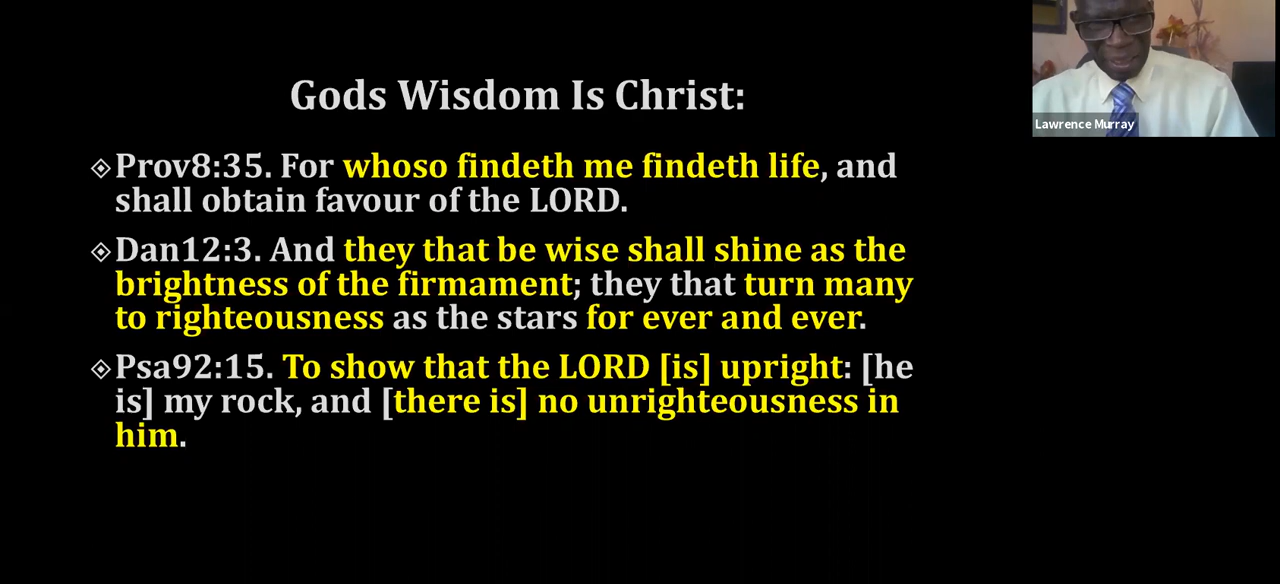 Gods Wisdom Is Christ:
Lawrence Murray
Prov8:35. For whoso findeth me findeth life, and
shall obtain favour of the LORD.
Dan12:3. And they that be wise shall shine as the
brightness of the firmament; they that turn many
to righteousness as the stars for ever and ever.
Psa92:15. To show that the LORD [is] upright: [he
is] my rock, and [there is] no unrighteousness in
him.